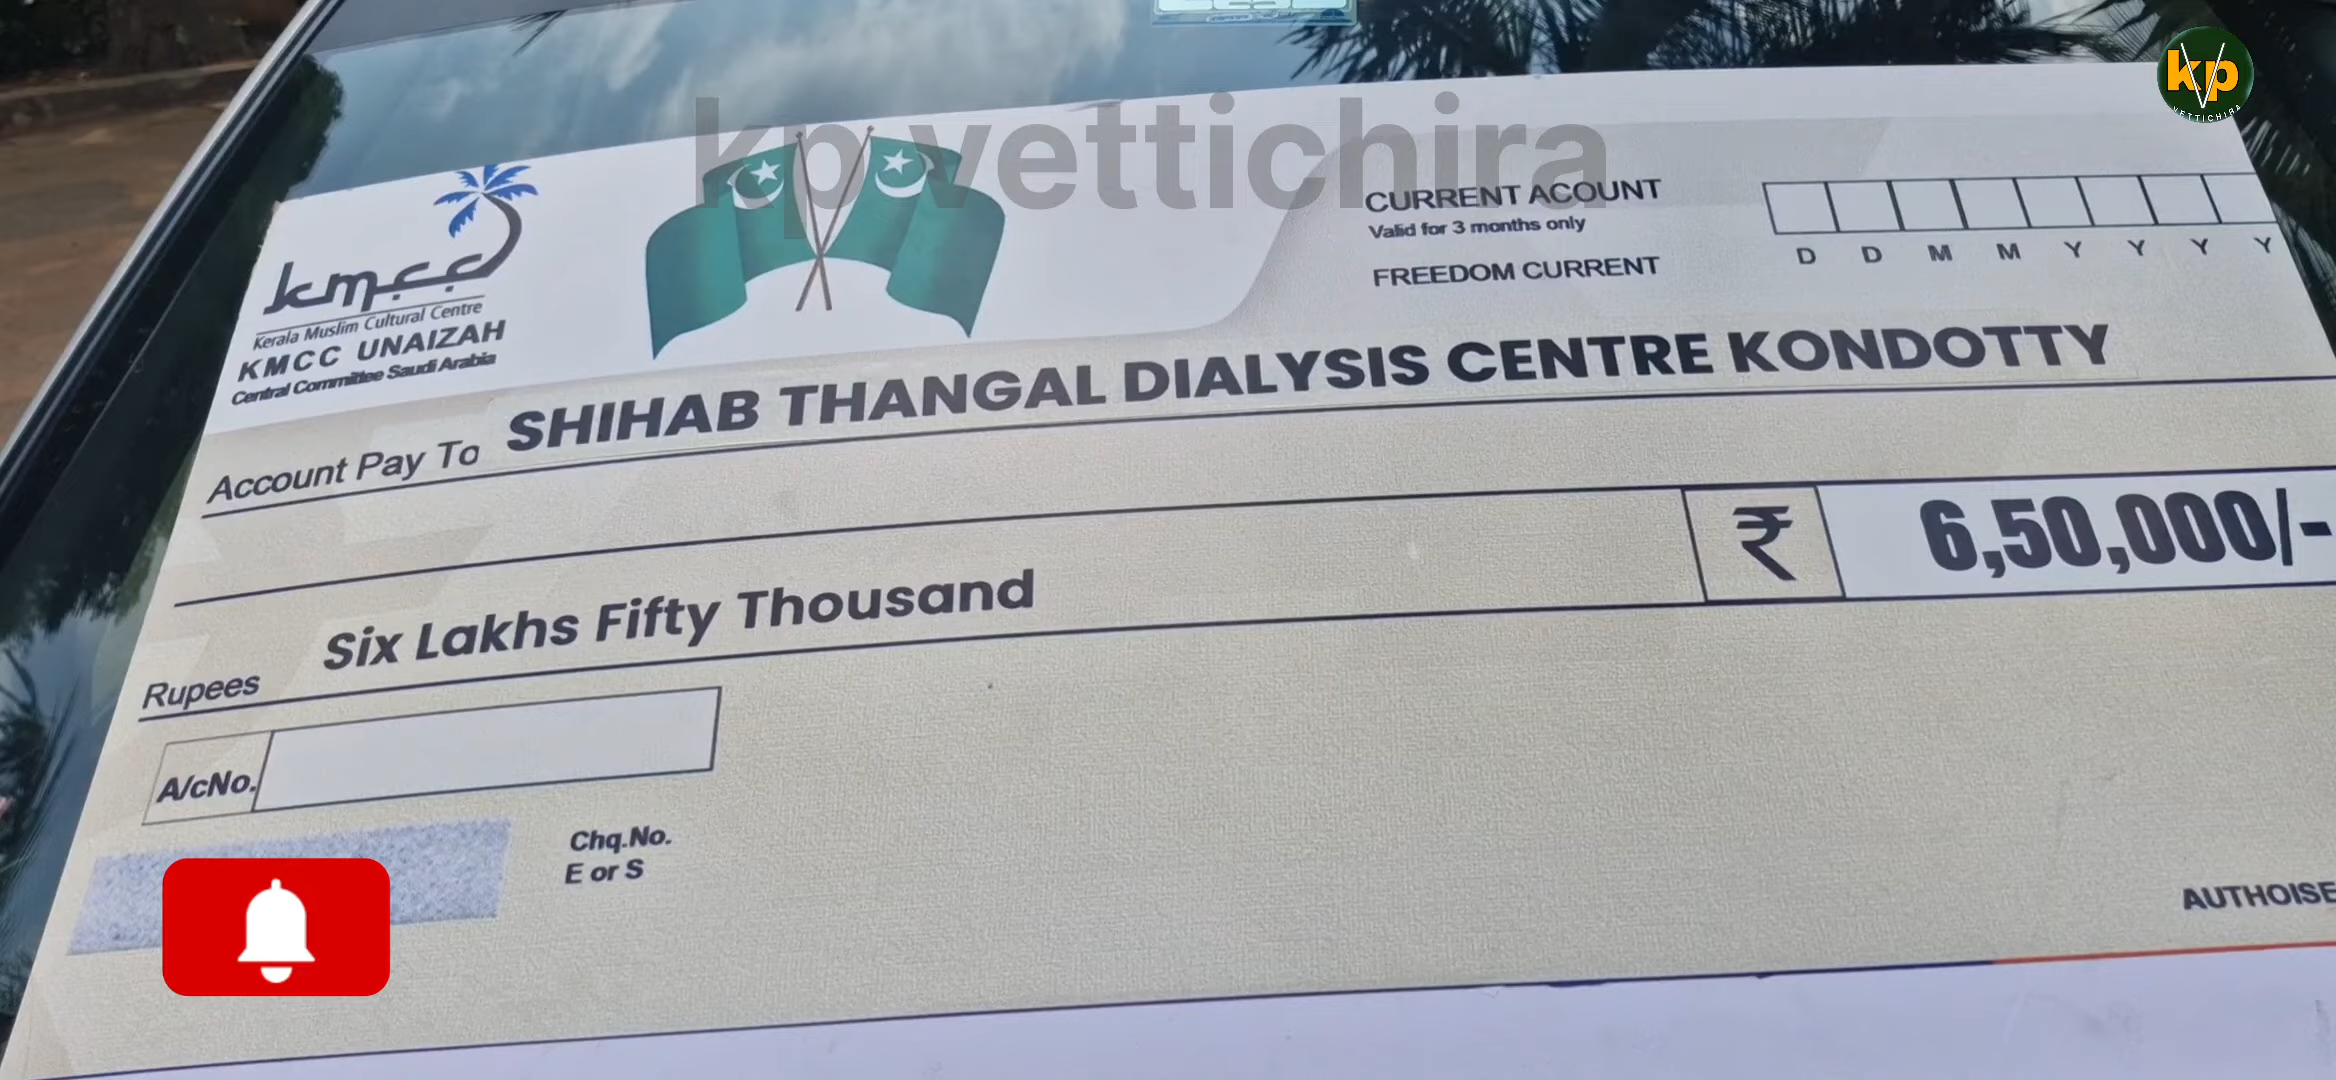 kp
VETTICHIRA
kp vettichira
kmcc
Kerala Muslim Cultural Centre
KMCC UNAIZAH
Central Committee Saudi Arabia
CURRENT ACOUNT
Valid for 3 months only
FREEDOM CURRENT
D D M M Y Y Y Y
Account Pay To SHIHAB THANGAL DIALYSIS CENTRE KONDOTTY
₹ 6,50,000/-
Rupees Six Lakhs Fifty Thousand
A/cNo.
Chq.No.
E or S
AUTHOISE